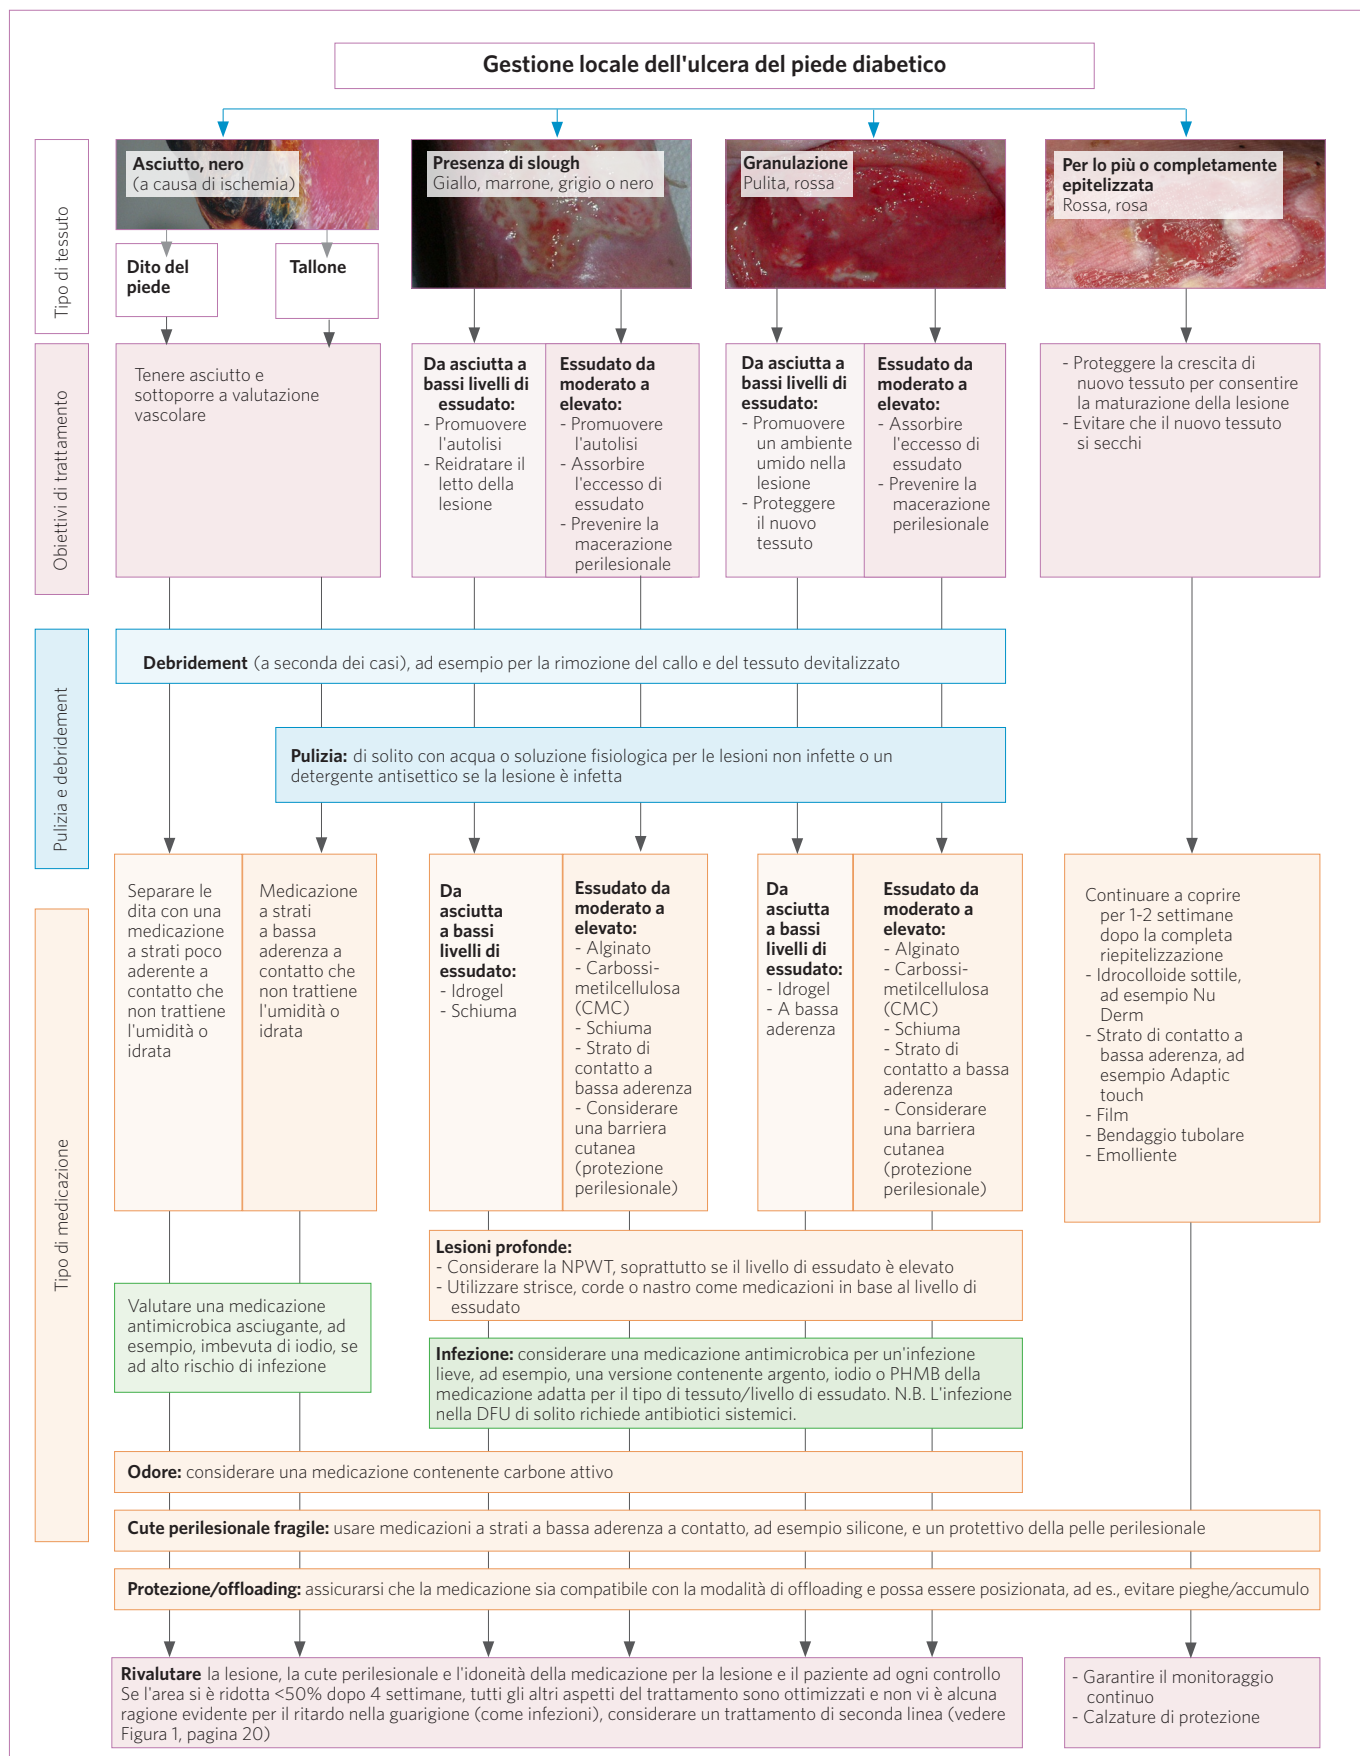 Gestione locale dell'ulcera del piede diabetico
Tipo di tessuto
Asciutto, nero
(a causa di ischemia)
Dito del
piede
Tallone
Presenza di slough
Giallo, marrone, grigio o nero
Granulazione
Pulita, rossa
Per lo più o completamente
epitelizzata
Rossa, rosa
Obiettivi di trattamento
Tenere asciutto e
sottoporre a valutazione
vascolare
Da asciutta a
bassi livelli di
essudato:
- Promuovere
l'autolisi
- Reidratare il
letto della
lesione
Essudato da
moderato a
elevato:
- Promuovere
l'autolisi
- Assorbire
l'eccesso di
essudato
- Prevenire la
macerazione
perilesionale
Da asciutta a
bassi livelli di
essudato:
- Promuovere
un ambiente
umido nella
lesione
- Proteggere
il nuovo
tessuto
Essudato da
moderato a
elevato:
- Assorbire
l'eccesso di
essudato
- Prevenire la
macerazione
perilesionale
- Proteggere la crescita di
nuovo tessuto per consentire
la maturazione della lesione
- Evitare che il nuovo tessuto
si secchi
Pulizia e debridement
Debridement (a seconda dei casi), ad esempio per la rimozione del callo e del tessuto devitalizzato
Pulizia: di solito con acqua o soluzione fisiologica per le lesioni non infette o un
detergente antisettico se la lesione è infetta
Tipo di medicazione
Separare le
dita con una
medicazione
a strati poco
aderente a
contatto che
non trattiene
l'umidità o
idrata
Medicazione
a strati
a bassa
aderenza a
contatto che
non trattiene
l'umidità o
idrata
Da
asciutta
a bassi
livelli di
essudato:
- Idrogel
- Schiuma
Essudato da
moderato a
elevato:
- Alginato
- Carbossi-
metilcellulosa
(CMC)
- Schiuma
- Strato di
contatto a
bassa aderenza
- Considerare
una barriera
cutanea
(protezione
perilesionale)
Da
asciutta
a bassi
livelli di
essudato:
- Idrogel
- A bassa
aderenza
Essudato da
moderato a
elevato:
- Alginato
- Carbossi-
metilcellulosa
(CMC)
- Schiuma
- Strato di
contatto a bassa
aderenza
- Considerare
una barriera
cutanea
(protezione
perilesionale)
Continuare a coprire
per 1-2 settimane
dopo la completa
riepitelizzazione
- Idrocolloide sottile,
ad esempio Nu
Derm
- Strato di contatto a
bassa aderenza, ad
esempio Adaptic
touch
- Film
- Bendaggio tubolare
- Emolliente
Lesioni profonde:
- Considerare la NPWT, soprattutto se il livello di essudato è elevato
- Utilizzare strisce, corde o nastro come medicazioni in base al livello di
essudato
Valutare una medicazione
antimicrobica asciugante, ad
esempio, imbevuta di iodio, se
ad alto rischio di infezione
Infezione: considerare una medicazione antimicrobica per un'infezione
lieve, ad esempio, una versione contenente argento, iodio o PHMB della
medicazione adatta per il tipo di tessuto/livello di essudato. N.B. L'infezione
nella DFU di solito richiede antibiotici sistemici.
Odore: considerare una medicazione contenente carbone attivo
Cute perilesionale fragile: usare medicazioni a strati a bassa aderenza a contatto, ad esempio silicone, e un protettivo della pelle perilesionale
Protezione/offloading: assicurarsi che la medicazione sia compatibile con la modalità di offloading e possa essere posizionata, ad es., evitare pieghe/accumulo
Rivalutare la lesione, la cute perilesionale e l'idoneità della medicazione per la lesione e il paziente ad ogni controllo
Se l'area si è ridotta <50% dopo 4 settimane, tutti gli altri aspetti del trattamento sono ottimizzati e non vi è alcuna
ragione evidente per il ritardo nella guarigione (come infezioni), considerare un trattamento di seconda linea (vedere
Figura 1, pagina 20)
- Garantire il monitoraggio
continuo
- Calzature di protezione